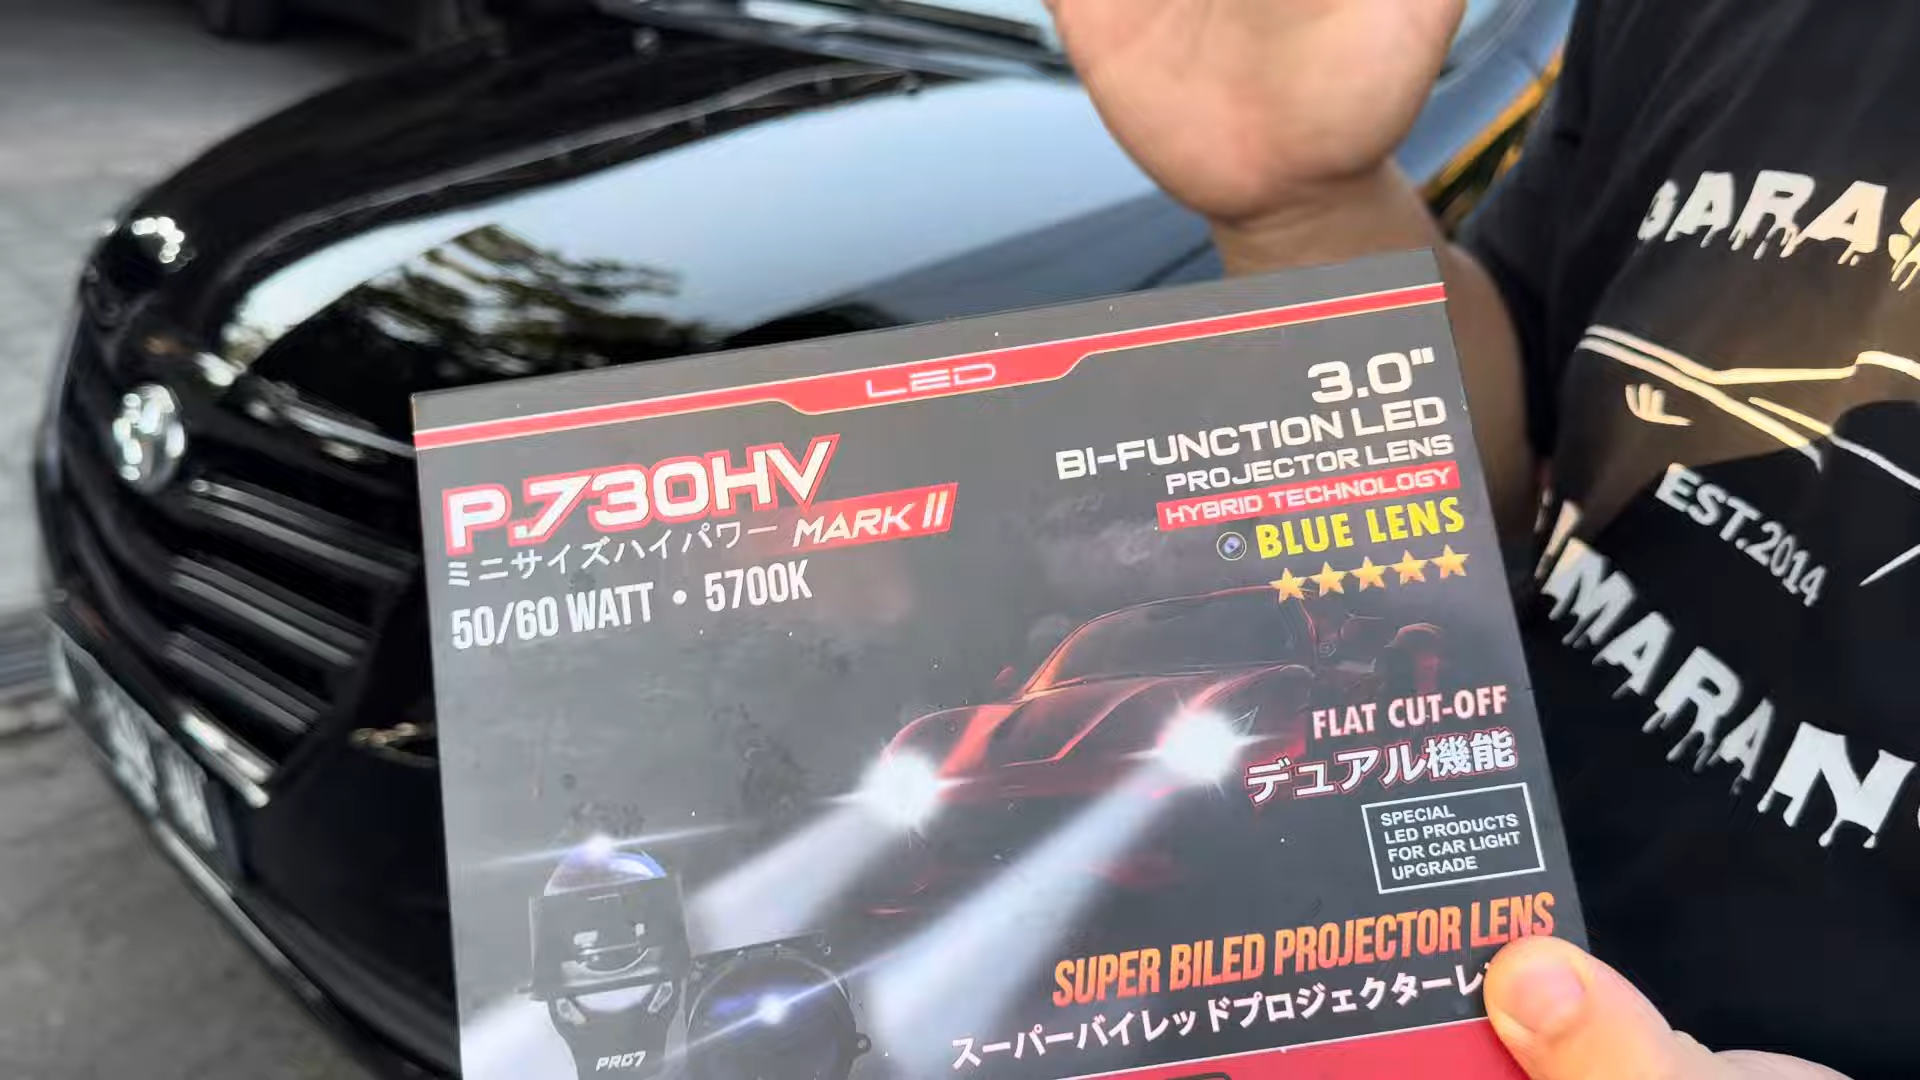 LED
P.730HV
MARK II
ミニサイズハイパワー
50/60 WATT • 5700K
3.0"
BI-FUNCTION LED
PROJECTOR LENS
HYBRID TECHNOLOGY
BLUE LENS
FLAT CUT-OFF
デュアル機能
SPECIAL
LED PRODUCTS
FOR CAR LIGHT
UPGRADE
SUPER BILED PROJECTOR LENS
スーパーバイレッドプロジェクターレ
PRO7
EST.2014